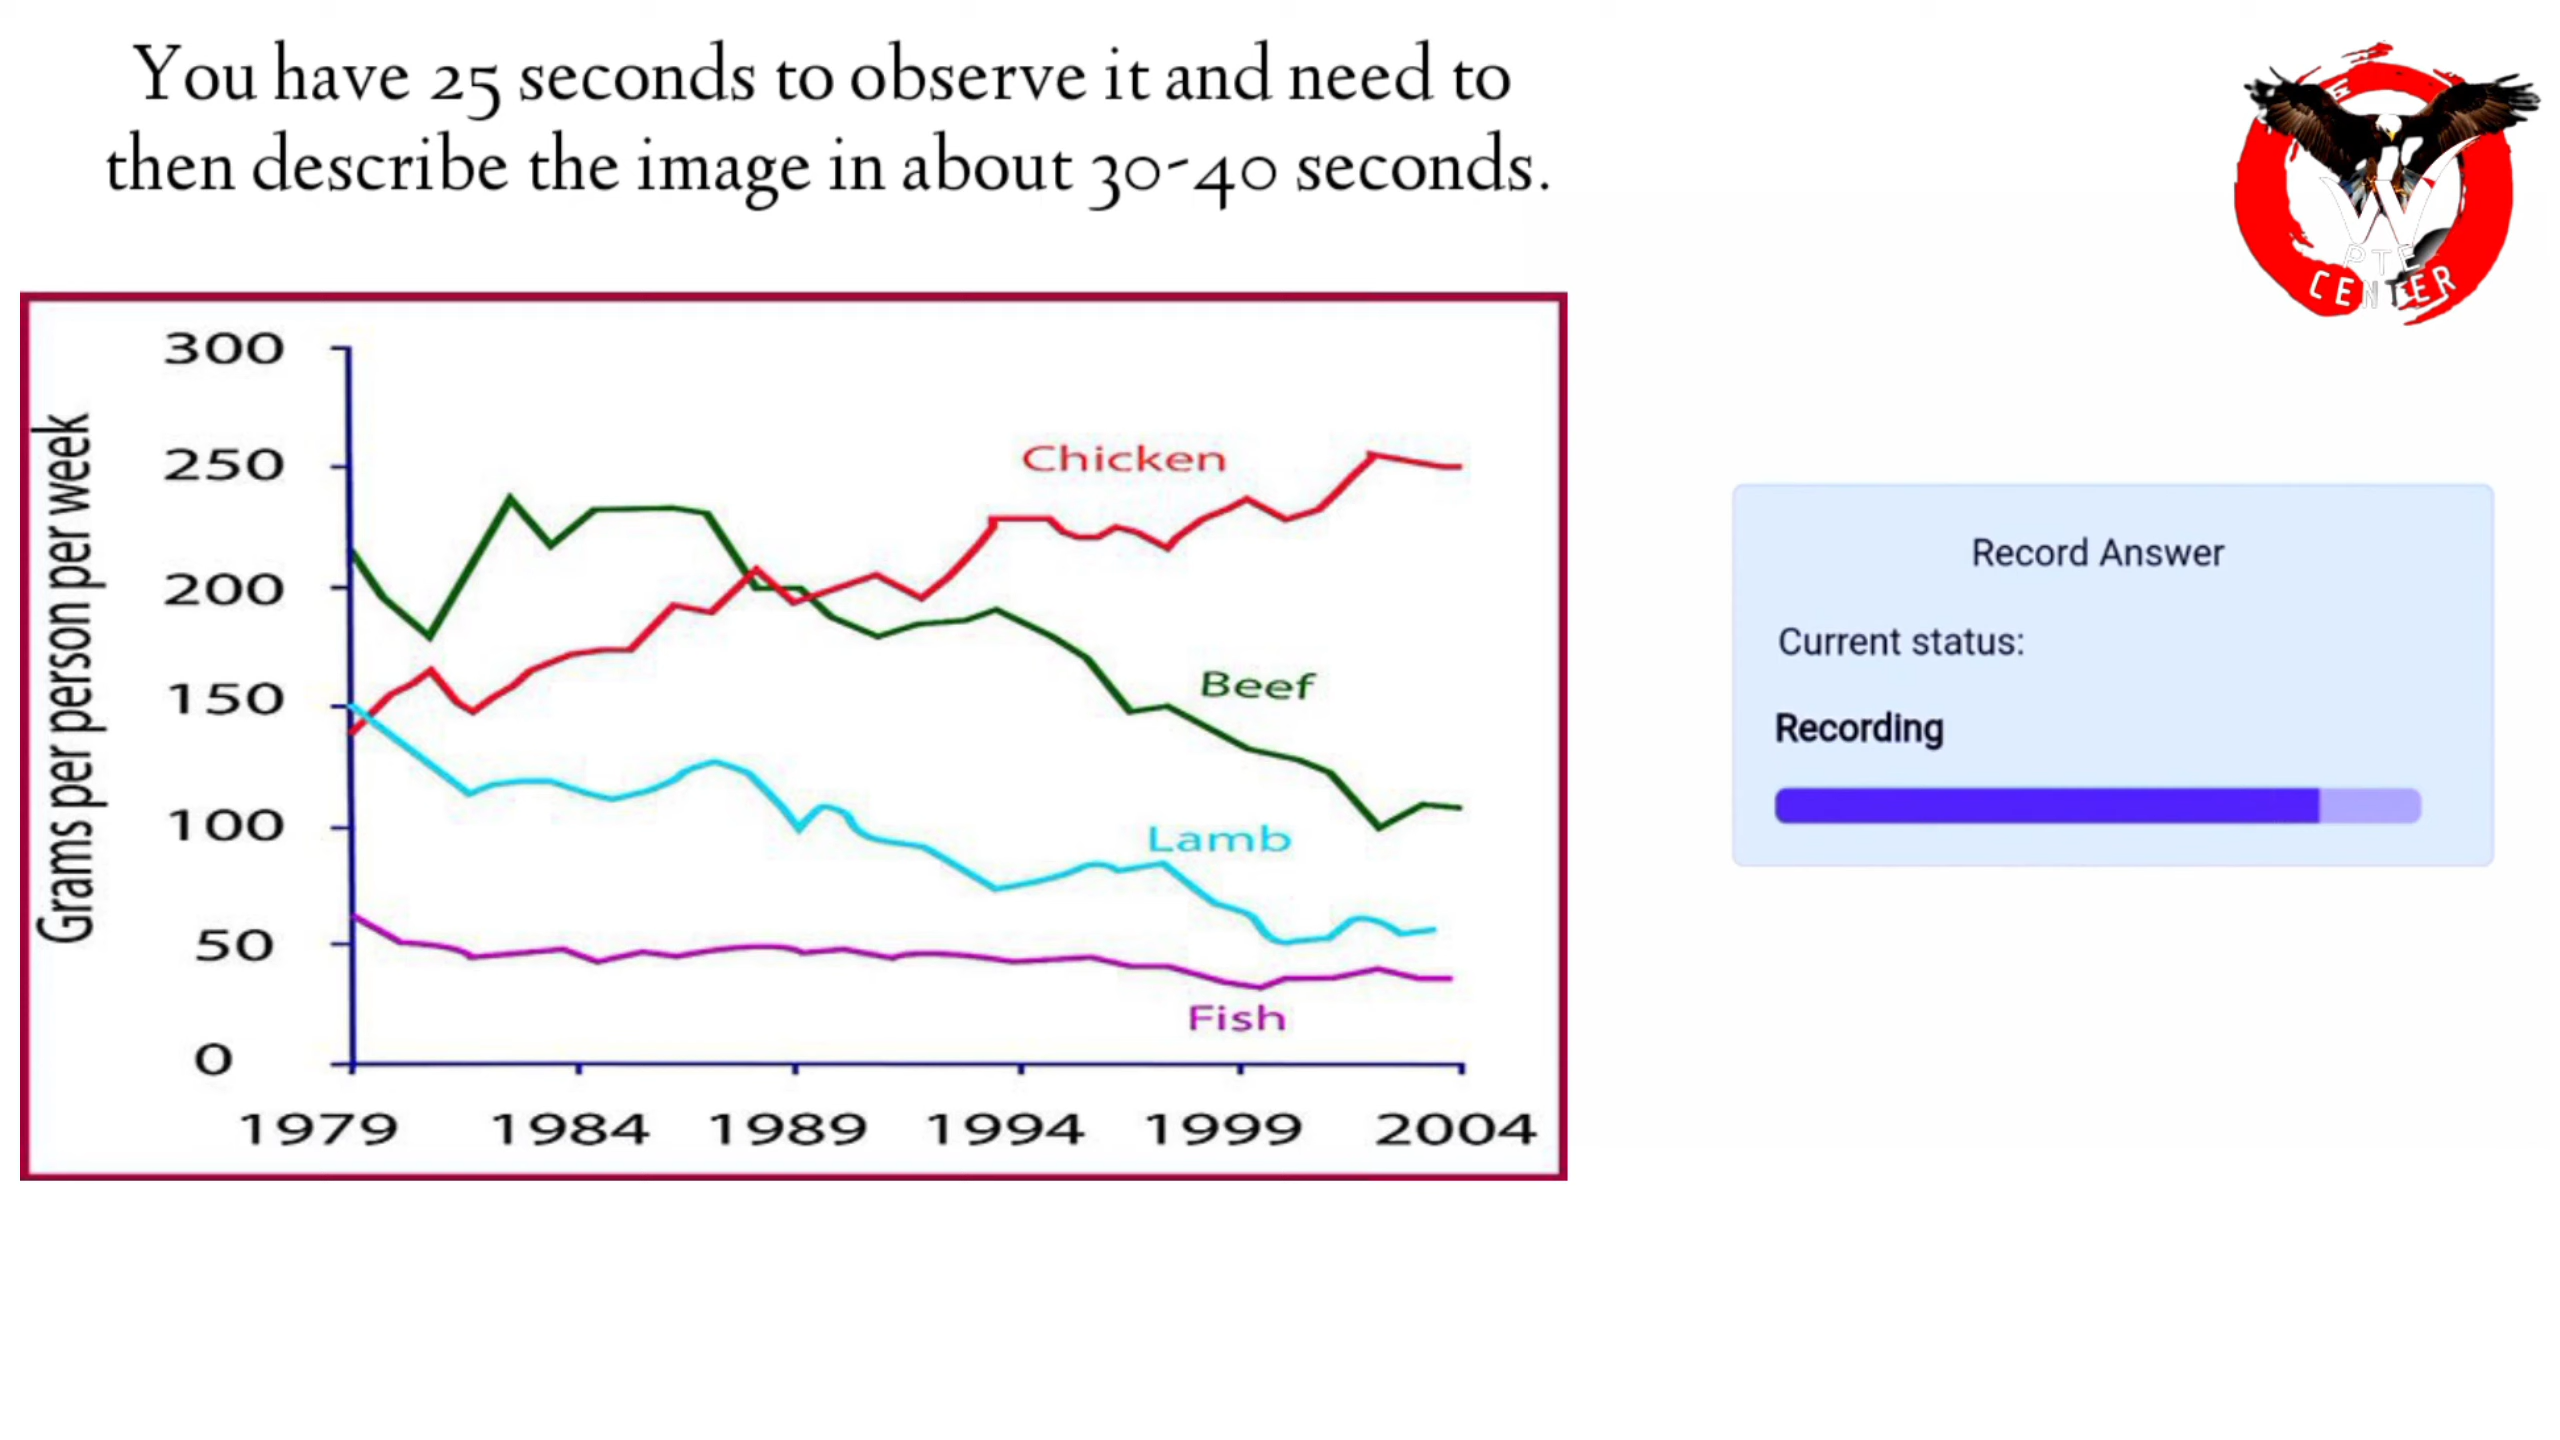 You have 25 seconds to observe it and need to
then describe the image in about 30-40 seconds.
PTE
CENTER
Grams per person per week
300
250
200
150
100
50
0
Chicken
Beef
Lamb
Fish
1979 1984 1989 1994 1999 2004
Record Answer
Current status:
Recording